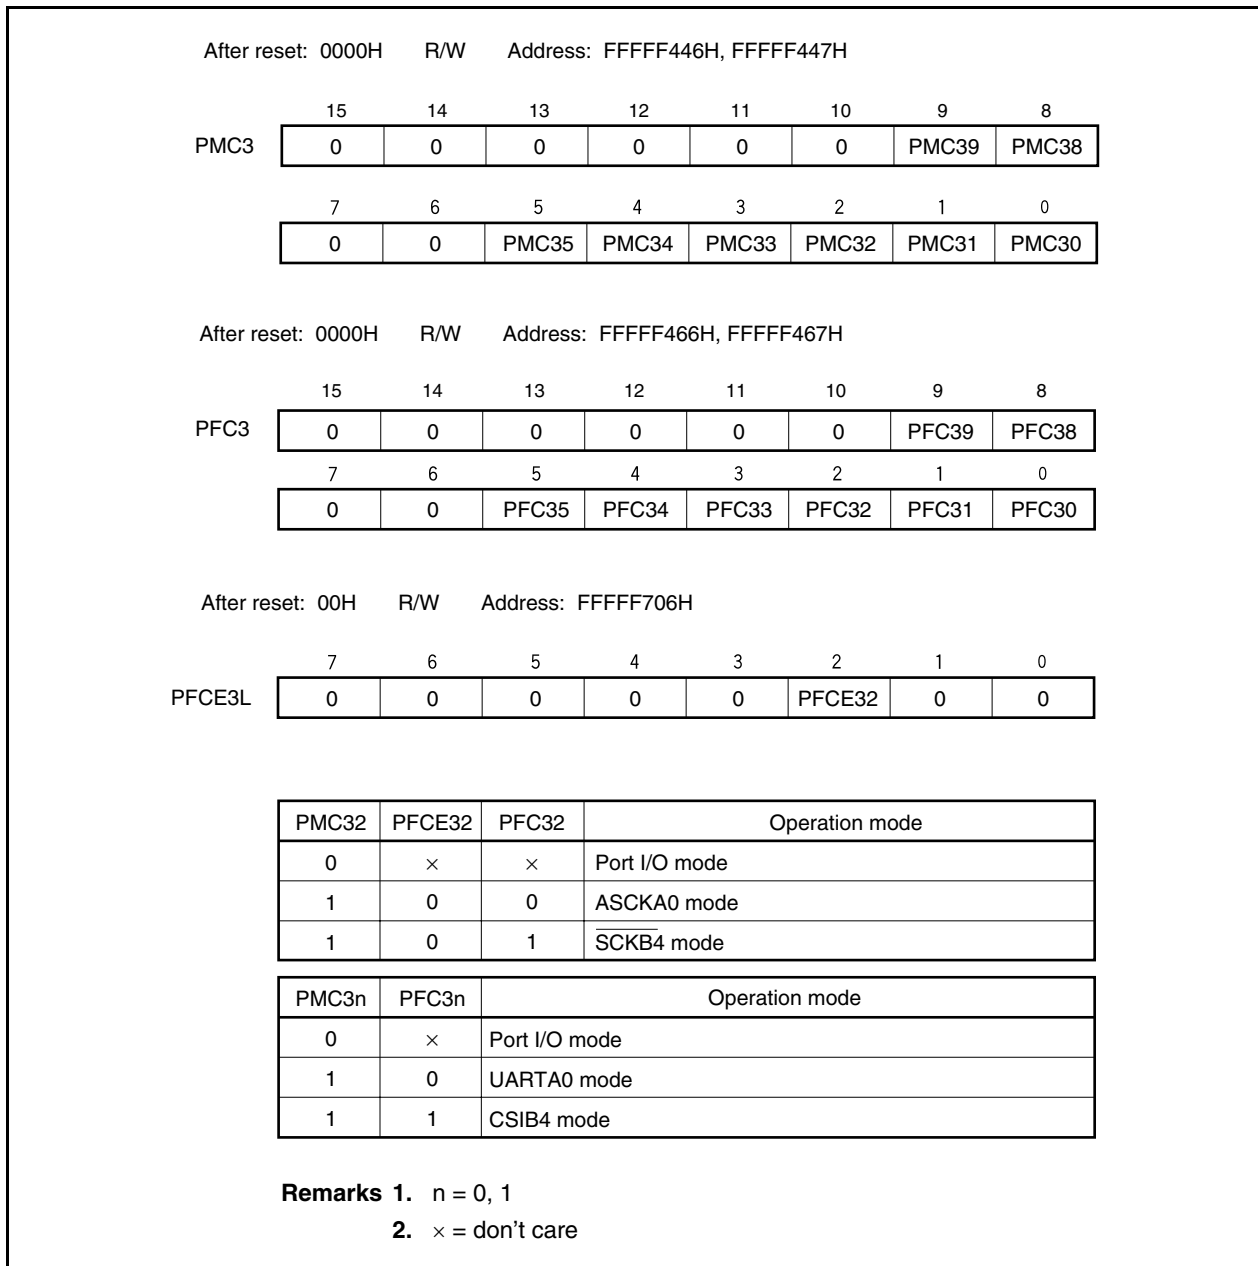 After reset: 0000H R/W Address: FFFFF446H, FFFFF447H
15 14 13 12 11 10 9 8
PMC3 0 0 0 0 0 0 PMC39 PMC38
7 6 5 4 3 2 1 0
0 0 PMC35 PMC34 PMC33 PMC32 PMC31 PMC30
After reset: 0000H R/W Address: FFFFF466H, FFFFF467H
15 14 13 12 11 10 9 8
PFC3 0 0 0 0 0 0 PFC39 PFC38
7 6 5 4 3 2 1 0
0 0 PFC35 PFC34 PFC33 PFC32 PFC31 PFC30
After reset: 00H R/W Address: FFFFF706H
7 6 5 4 3 2 1 0
PFCE3L 0 0 0 0 0 PFCE32 0 0
PMC32 PFCE32 PFC32 Operation mode
0 × × Port I/O mode
1 0 0 ASCKA0 mode
1 0 1 S̅C̅K̅B̅4̅ mode
PMC3n PFC3n Operation mode
0 × Port I/O mode
1 0 UARTA0 mode
1 1 CSIB4 mode
Remarks 1. n = 0, 1
2. × = don't care